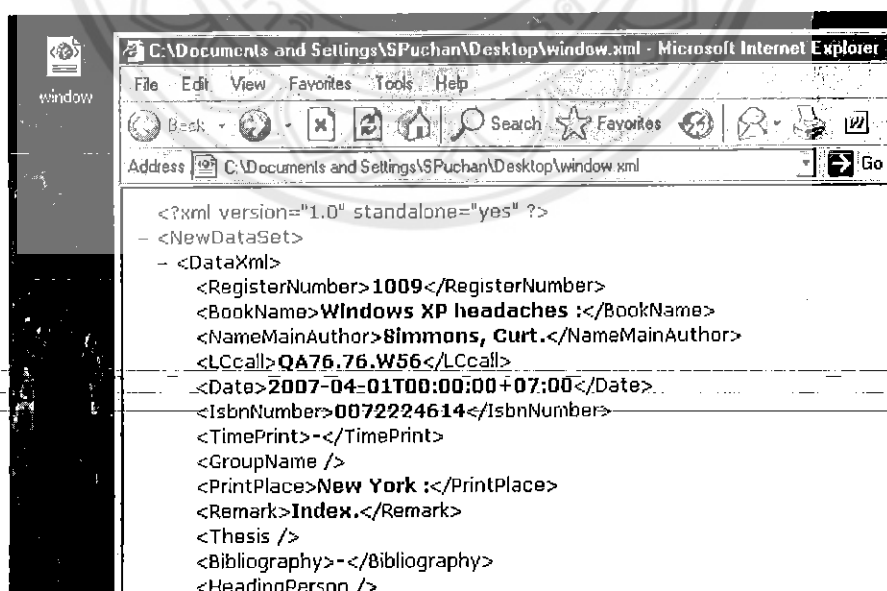 C:\Documents and Settings\SPuchan\Desktop\window.xml - Microsoft Internet Explorer
window
File Edit View Favorites Tools Help
Back Search Favorites
Address C:\Documents and Settings\SPuchan\Desktop\window.xml Go
<?xml version="1.0" standalone="yes" ?>
- <NewDataSet>
- <DataXml>
<RegisterNumber>1009</RegisterNumber>
<BookName>Windows XP headaches :</BookName>
<NameMainAuthor>Simmons, Curt.</NameMainAuthor>
<LCcall>QA76.76.W56</LCcall>
<Date>2007-04-01T00:00:00+07:00</Date>
<IsbnNumber>0072224614</IsbnNumber>
<TimePrint>-</TimePrint>
<GroupName />
<PrintPlace>New York :</PrintPlace>
<Remark>Index.</Remark>
<Thesis />
<Bibliography>-</Bibliography>
<HeadingPerson />